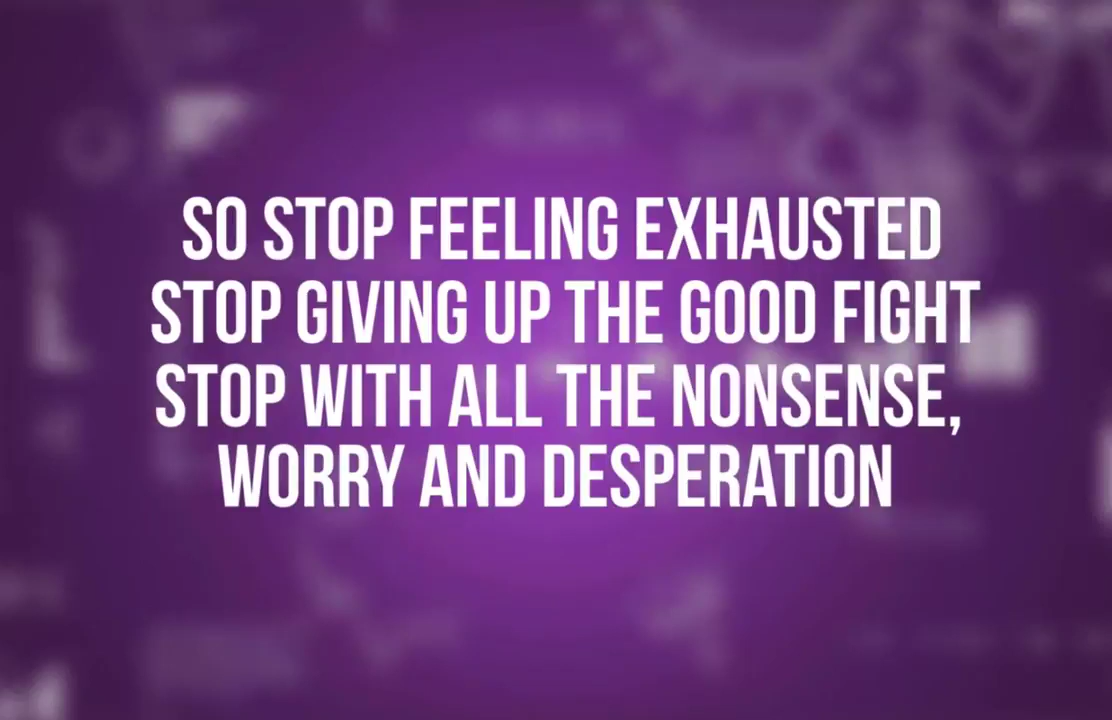 SO STOP FEELING EXHAUSTED
STOP GIVING UP THE GOOD FIGHT
STOP WITH ALL THE NONSENSE,
WORRY AND DESPERATION